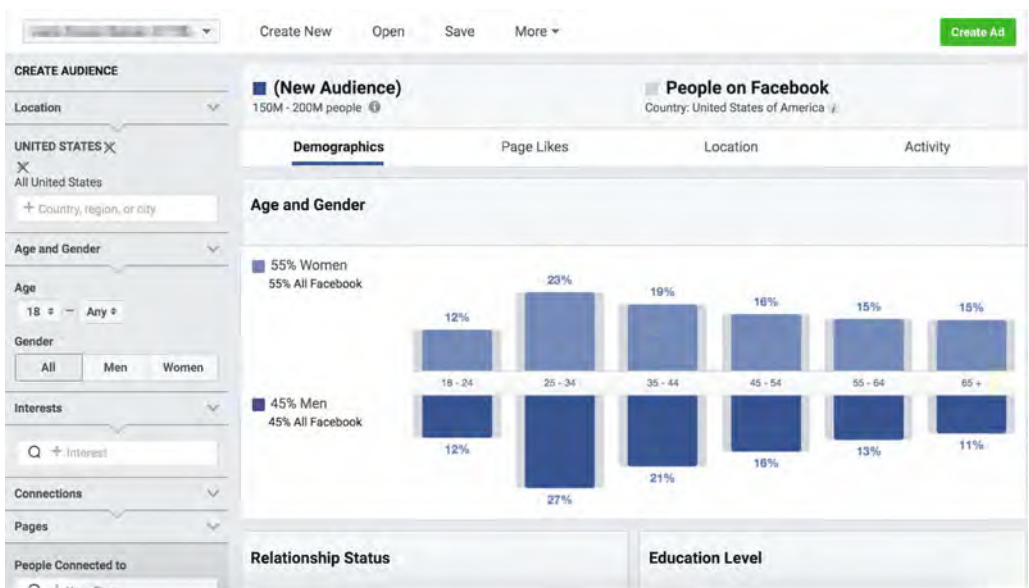 Create New Open Save More
Create Ad
CREATE AUDIENCE
Location
UNITED STATES
All United States
+ Country, region, or city
Age and Gender
Age
18 – Any
Gender
All Men Women
Interests
+ Interest
Connections
Pages
People Connected to
(New Audience)
150M - 200M people
People on Facebook
Country: United States of America
Demographics Page Likes Location Activity
Age and Gender
55% Women
55% All Facebook
12% 23% 19% 16% 15% 15%
18 - 24 25 - 34 35 - 44 45 - 54 55 - 64 65 +
45% Men
45% All Facebook
12% 27% 21% 16% 13% 11%
Relationship Status
Education Level